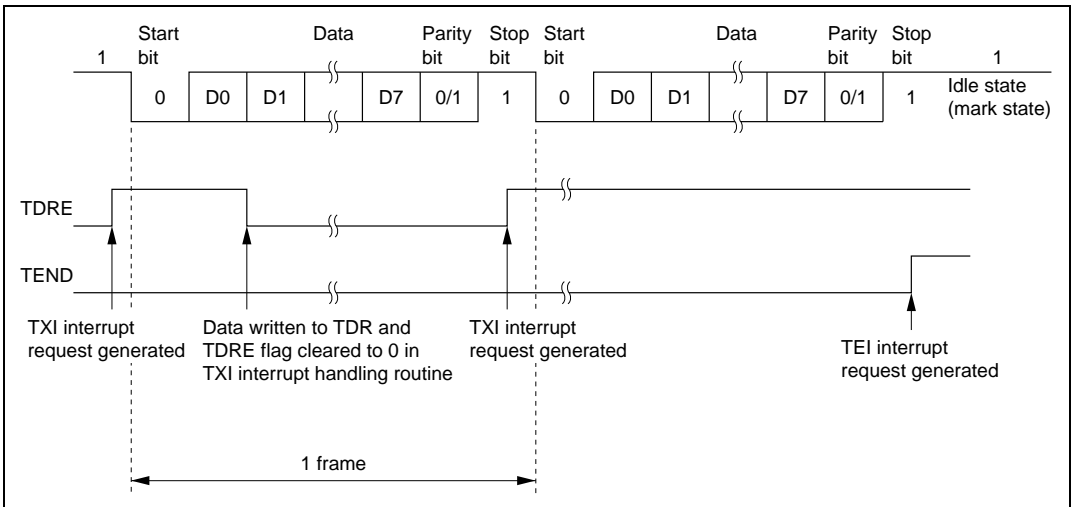 Start Data Parity Stop Start Data Parity Stop
1 bit bit bit bit bit bit 1
0 D0 D1 D7 0/1 1 0 D0 D1 D7 0/1 1 Idle state
(mark state)
TDRE
TEND
TXI interrupt
request generated
Data written to TDR and
TDRE flag cleared to 0 in
TXI interrupt handling routine
TXI interrupt
request generated
TEI interrupt
request generated
1 frame